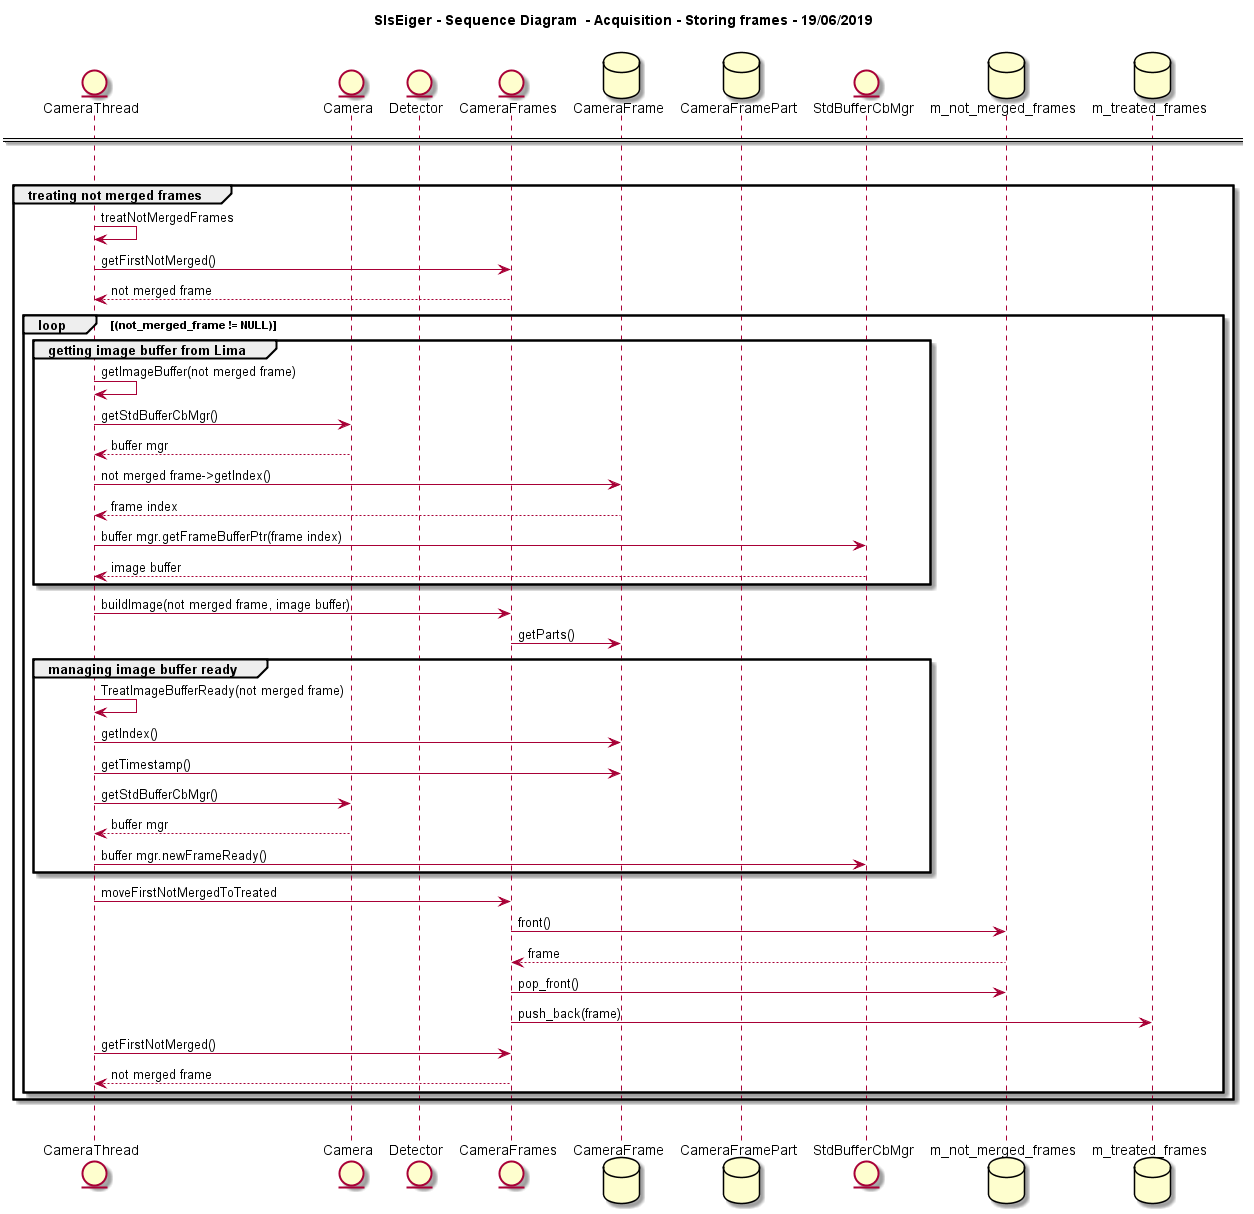 SlsEiger - Sequence Diagram - Acquisition - Storing frames - 19/06/2019
CameraThread Camera Detector CameraFrames CameraFrame CameraFramePart StdBufferCbMgr m_not_merged_frames m_treated_frames
treating not merged frames
treatNotMergedFrames
getFirstNotMerged()
not merged frame
loop [(not_merged_frame != NULL)]
getting image buffer from Lima
getImageBuffer(not merged frame)
getStdBufferCbMgr()
buffer mgr
not merged frame->getIndex()
frame index
buffer mgr.getFrameBufferPtr(frame index)
image buffer
buildImage(not merged frame, image buffer)
getParts()
managing image buffer ready
TreatImageBufferReady(not merged frame)
getIndex()
getTimestamp()
getStdBufferCbMgr()
buffer mgr
buffer mgr.newFrameReady()
moveFirstNotMergedToTreated
front()
frame
pop_front()
push_back(frame)
getFirstNotMerged()
not merged frame
CameraThread Camera Detector CameraFrames CameraFrame CameraFramePart StdBufferCbMgr m_not_merged_frames m_treated_frames